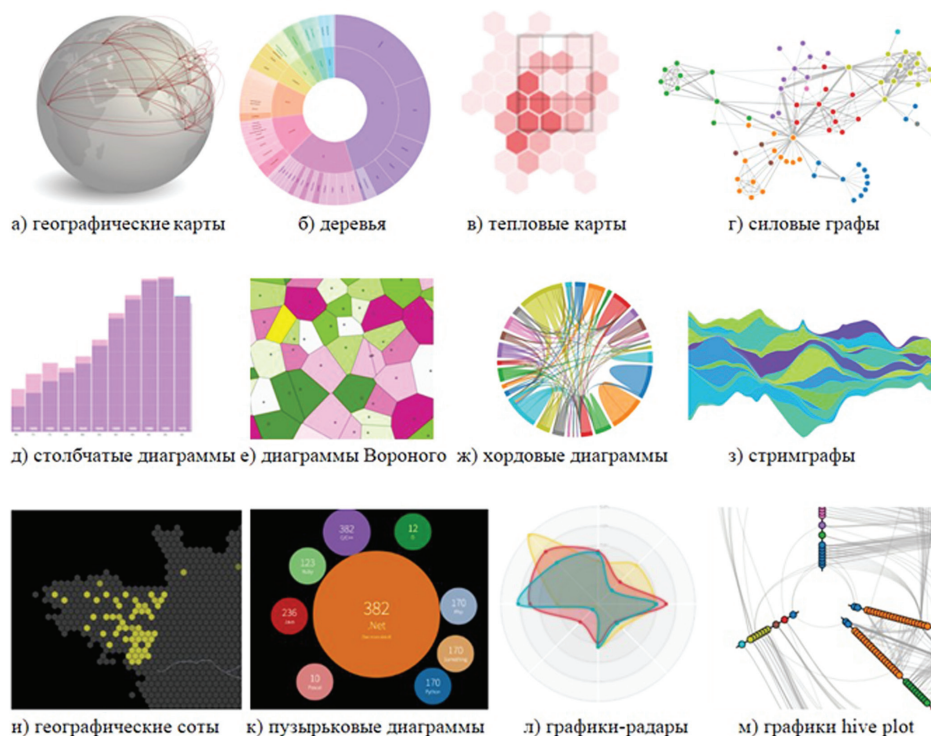 а) географические карты б) деревья в) тепловые карты г) силовые графы
д) столбчатые диаграммы е) диаграммы Вороного ж) хордовые диаграммы з) стримграфы
382
12
123
382
.Net
236
170
170
10
170
Python
и) географические соты к) пузырьковые диаграммы л) графики-радары м) графики hive plot